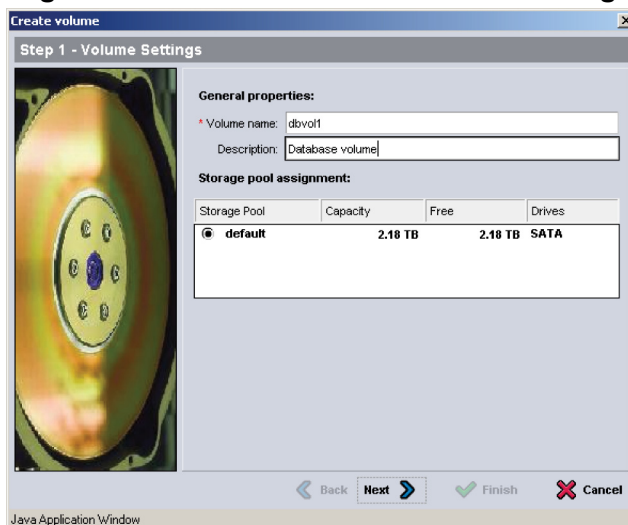 Create volume
Step 1 - Volume Settings
General properties:
* Volume name: dbvol1
Description: Database volume
Storage pool assignment:
Storage Pool Capacity Free Drives
default 2.18 TB 2.18 TB SATA
Back Next Finish Cancel
Java Application Window